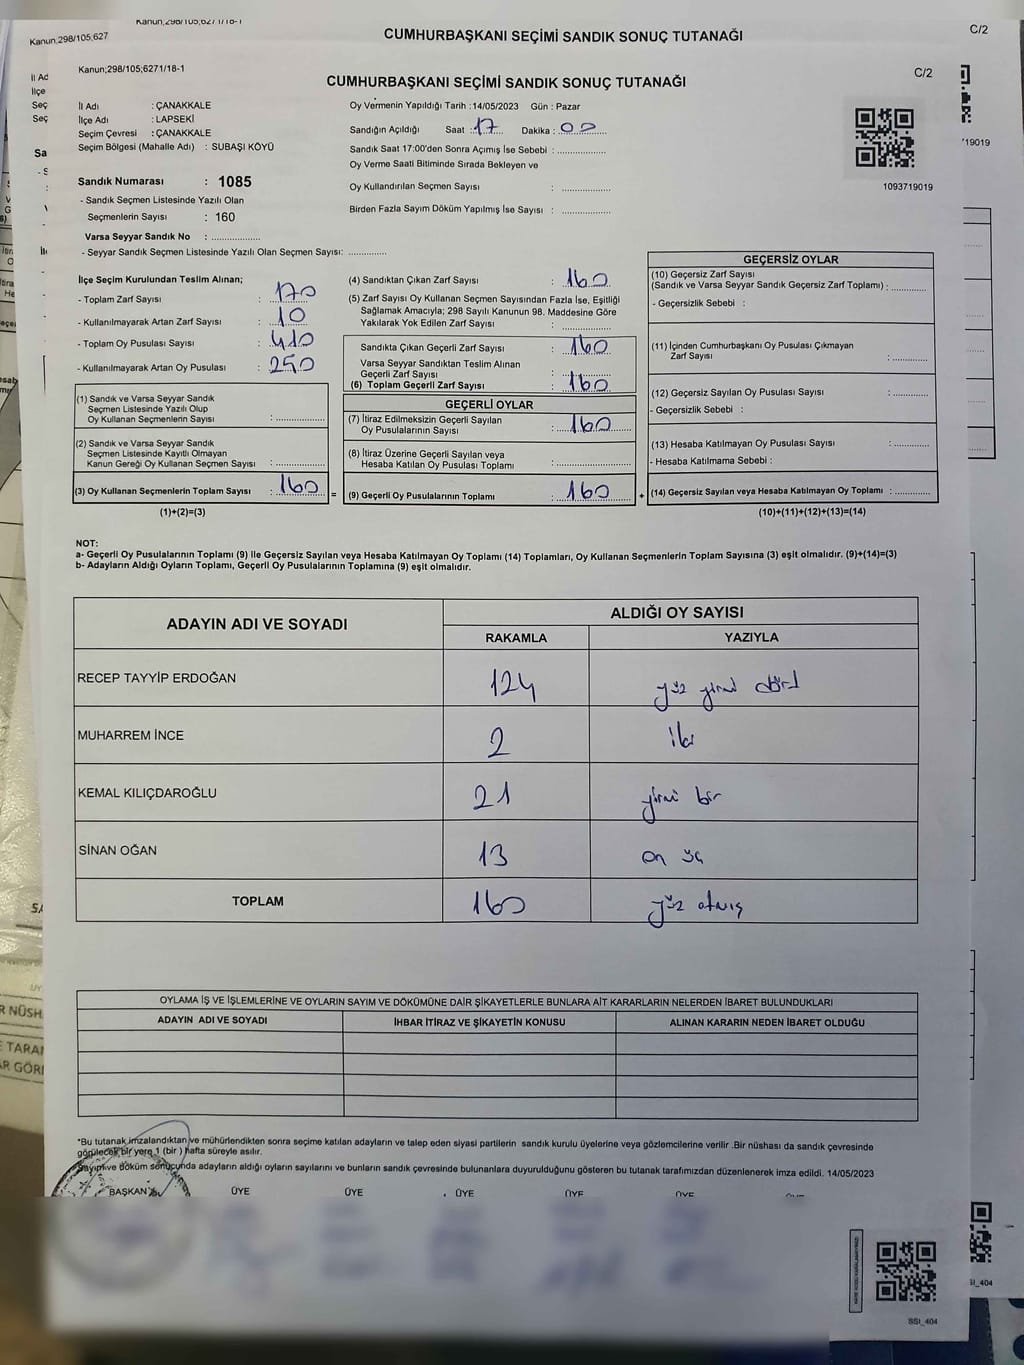 Kanun,298/105,6271/18-1
Kanun,298/105,627
CUMHURBAŞKANI SEÇİMİ SANDIK SONUÇ TUTANAĞI
C/2
Kanun;298/105;6271/18-1
CUMHURBAŞKANI SEÇİMİ SANDIK SONUÇ TUTANAĞI
C/2
İl Adı : ÇANAKKALE
İlçe Adı : LAPSEKİ
Seçim Çevresi : ÇANAKKALE
Seçim Bölgesi (Mahalle Adı) : SUBAŞI KÖYÜ
Sandık Numarası : 1085
- Sandık Seçmen Listesinde Yazılı Olan
Seçmenlerin Sayısı : 160
Varsa Seyyar Sandık No : ..................
- Seyyar Sandık Seçmen Listesinde Yazılı Olan Seçmen Sayısı: ..............
Oy Vermenin Yapıldığı Tarih :14/05/2023 Gün : Pazar
Sandığın Açıldığı Saat : 17 Dakika : 00
Sandık Saat 17:00'den Sonra Açımış İse Sebebi : ..................
Oy Verme Saati Bitiminde Sırada Bekleyen ve
Oy Kullandırılan Seçmen Sayısı : ..................
Birden Fazla Sayım Döküm Yapılmış İse Sayısı : ..................
1093719019
İlçe Seçim Kurulundan Teslim Alınan;
- Toplam Zarf Sayısı : 170
- Kullanılmayarak Artan Zarf Sayısı : 10
- Toplam Oy Pusulası Sayısı : 410
- Kullanılmayarak Artan Oy Pusulası : 250
(1) Sandık ve Varsa Seyyar Sandık
Seçmen Listesinde Yazılı Olup
Oy Kullanan Seçmenlerin Sayısı : ..................
(2) Sandık ve Varsa Seyyar Sandık
Seçmen Listesinde Kayıtlı Olmayan
Kanun Gereği Oy Kullanan Seçmen Sayısı : ..................
(3) Oy Kullanan Seçmenlerin Toplam Sayısı : 160 =
(1)+(2)=(3)
(4) Sandıktan Çıkan Zarf Sayısı : 160
(5) Zarf Sayısı Oy Kullanan Seçmen Sayısından Fazla İse, Eşitliği
Sağlamak Amacıyla; 298 Sayılı Kanunun 98. Maddesine Göre
Yakılarak Yok Edilen Zarf Sayısı : ..................
Sandıkta Çıkan Geçerli Zarf Sayısı : 160
Varsa Seyyar Sandıktan Teslim Alınan
Geçerli Zarf Sayısı : ..................
(6) Toplam Geçerli Zarf Sayısı : 160
GEÇERLİ OYLAR
(7) İtiraz Edilmeksizin Geçerli Sayılan
Oy Pusulalarının Sayısı : 160
(8) İtiraz Üzerine Geçerli Sayılan veya
Hesaba Katılan Oy Pusulası Toplamı : ..................
(9) Geçerli Oy Pusulalarının Toplamı : 160 +
GEÇERSİZ OYLAR
(10) Geçersiz Zarf Sayısı
(Sandık ve Varsa Seyyar Sandık Geçersiz Zarf Toplamı) : ............
- Geçersizlik Sebebi :
(11) İçinden Cumhurbaşkanı Oy Pusulası Çıkmayan
Zarf Sayısı : ............
(12) Geçersiz Sayılan Oy Pusulası Sayısı : ............
- Geçersizlik Sebebi :
(13) Hesaba Katılmayan Oy Pusulası Sayısı : ............
- Hesaba Katılmama Sebebi :
(14) Geçersiz Sayılan veya Hesaba Katılmayan Oy Toplamı : ............
(10)+(11)+(12)+(13)=(14)
NOT:
a- Geçerli Oy Pusulalarının Toplamı (9) ile Geçersiz Sayılan veya Hesaba Katılmayan Oy Toplamı (14) Toplamları, Oy Kullanan Seçmenlerin Toplam Sayısına (3) eşit olmalıdır. (9)+(14)=(3)
b- Adayların Aldığı Oyların Toplamı, Geçerli Oy Pusulalarının Toplamına (9) eşit olmalıdır.
ADAYIN ADI VE SOYADI ALDIĞI OY SAYISI
RAKAMLA YAZIYLA
RECEP TAYYİP ERDOĞAN 124 yüz yirmi dört
MUHARREM İNCE 2 iki
KEMAL KILIÇDAROĞLU 21 yirmi bir
SİNAN OĞAN 13 on üç
TOPLAM 160 yüz atmış
OYLAMA İŞ VE İŞLEMLERİNE VE OYLARIN SAYIM VE DÖKÜMÜNE DAİR ŞİKAYETLERLE BUNLARA AİT KARARLARIN NELERDEN İBARET BULUNDUKLARI
ADAYIN ADI VE SOYADI İHBAR İTİRAZ VE ŞİKAYETİN KONUSU ALINAN KARARIN NEDEN İBARET OLDUĞU
*Bu tutanak imzalandıktan ve mühürlendikten sonra seçime katılan adayların ve talep eden siyasi partilerin sandık kurulu üyelerine veya gözlemcilerine verilir .Bir nüshası da sandık çevresinde
görülecek bir yere 1 (bir ) hafta süreyle asılır.
Sayım ve döküm sonucunda adayların aldığı oyların sayılarını ve bunların sandık çevresinde bulunanlara duyurulduğunu gösteren bu tutanak tarafımızdan düzenlenerek imza edildi. 14/05/2023
BAŞKAN ÜYE ÜYE ÜYE ÜYE ÜYE ÜYE
SSI_404